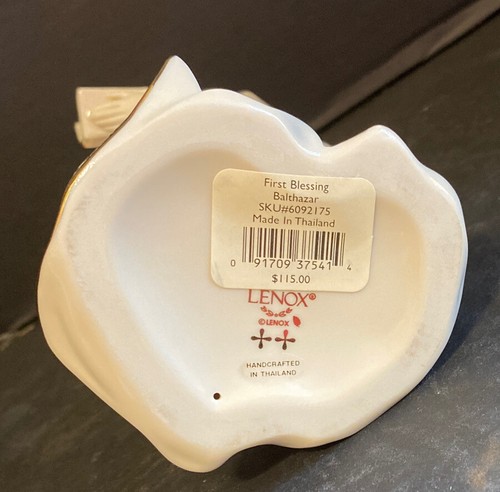 First Blessing
Balthazar
SKU#6092175
Made In Thailand
0 91709 37541 4
$115.00
LENOX®
©LENOX
HANDCRAFTED
IN THAILAND